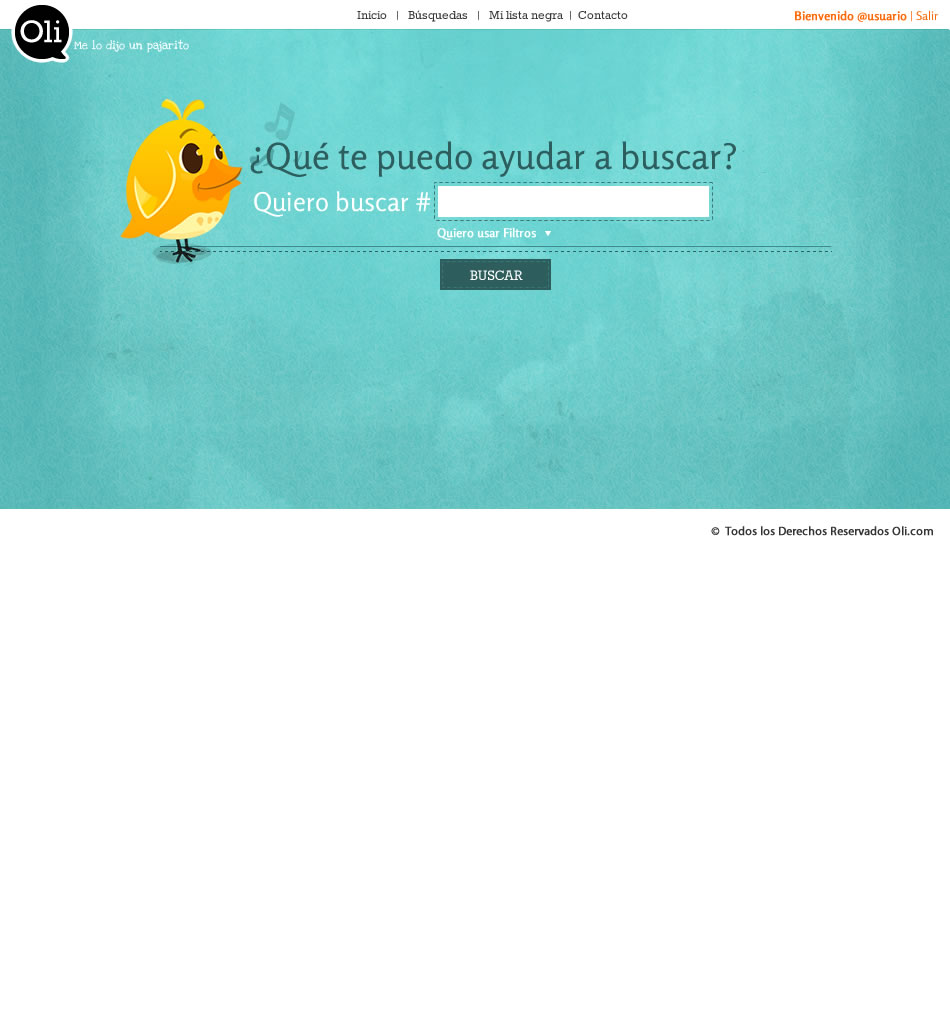 Inicio | Búsquedas | Mi lista negra | Contacto
Bienvenido @usuario | Salir
Oli
Me lo dijo un pajarito
¿Qué te puedo ayudar a buscar?
Quiero buscar #
Quiero usar Filtros
BUSCAR
© Todos los Derechos Reservados Oli.com